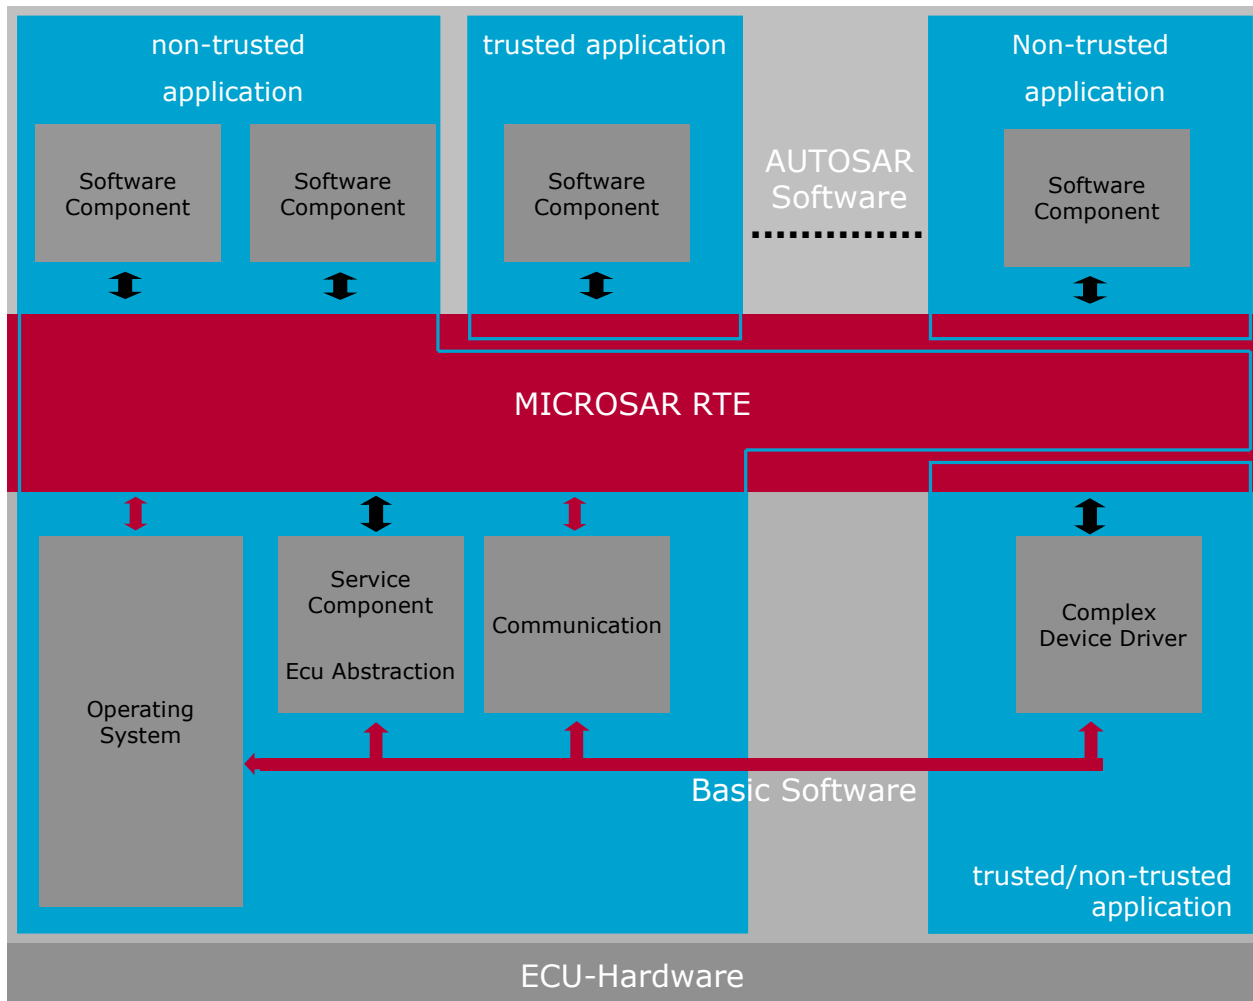 non-trusted
application
trusted application
Non-trusted
application
Software
Component
Software
Component
Software
Component
AUTOSAR
Software
Software
Component
MICROSAR RTE
Operating
System
Service
Component
Ecu Abstraction
Communication
Complex
Device Driver
Basic Software
trusted/non-trusted
application
ECU-Hardware